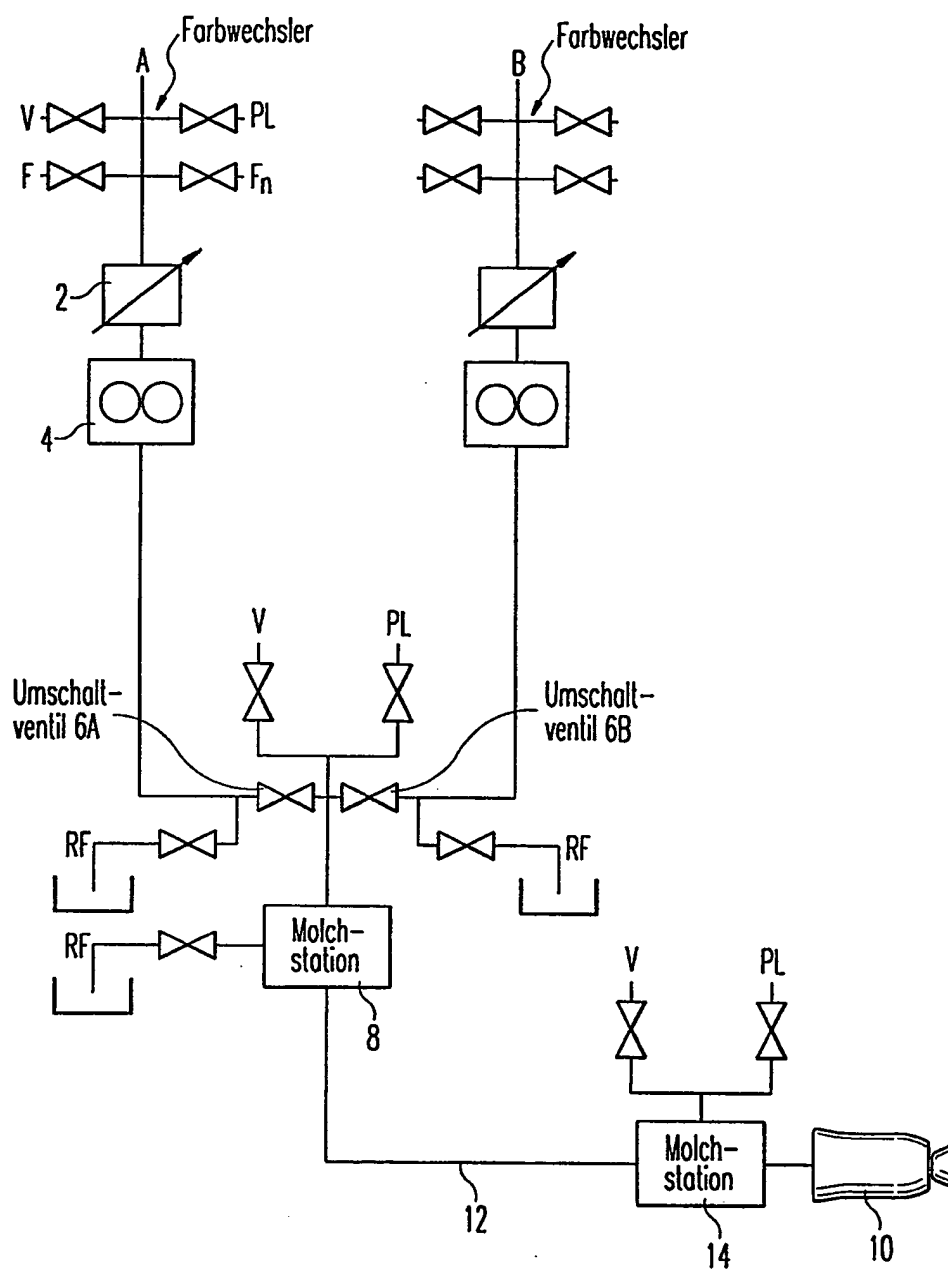 Farbwechsler
A
Farbwechsler
B
V
PL
F
Fn
2
4
V
PL
Umschalt-
ventil 6A
Umschalt-
ventil 6B
RF
RF
RF
Molch-
station
8
V
PL
Molch-
station
12
14
10